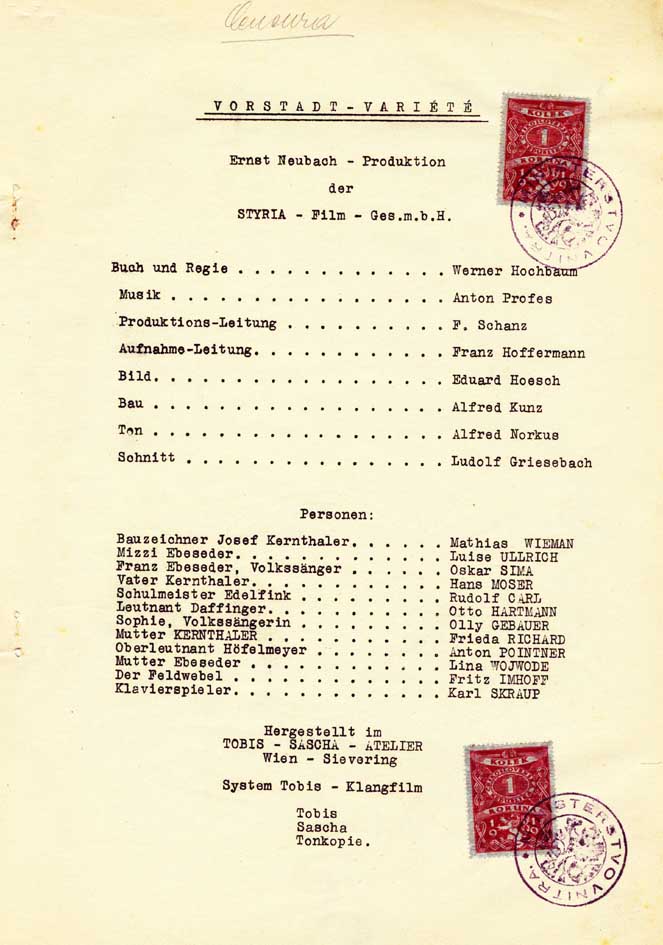 Censura
VORSTADT-VARIÉTÉ
Ernst Neubach - Produktion
der
STYRIA - Film - Ges.m.b.H.
Buch und Regie . . . . . . . . . . . . . Werner Hochbaum
Musik . . . . . . . . . . . . . . . . . Anton Profes
Produktions-Leitung . . . . . . . . . . F. Schanz
Aufnahme-Leitung. . . . . . . . . . . . Franz Hoffermann
Bild. . . . . . . . . . . . . . . . . . Eduard Hoesch
Bau . . . . . . . . . . . . . . . . . . Alfred Kunz
Ton . . . . . . . . . . . . . . . . . . Alfred Norkus
Schnitt . . . . . . . . . . . . . . . . Ludolf Griesebach
Personen:
Bauzeichner Josef Kernthaler. . . . . . Mathias WIEMAN
Mizzi Ebeseder. . . . . . . . . . . . . Luise ULLRICH
Franz Ebeseder, Volkssänger . . . . . . Oskar SIMA
Vater Kernthaler. . . . . . . . . . . . Hans MOSER
Schulmeister Edelfink . . . . . . . . . Rudolf CARL
Leutnant Daffinger. . . . . . . . . . . Otto HARTMANN
Sophie, Volkssängerin . . . . . . . . . Olly GEBAUER
Mutter KERNTHALER . . . . . . . . . . . Frieda RICHARD
Oberleutnant Höfelmeyer . . . . . . . . Anton POINTNER
Mutter Ebeseder . . . . . . . . . . . . Lina WOJWODE
Der Feldwebel . . . . . . . . . . . . . Fritz IMHOFF
Klavierspieler. . . . . . . . . . . . . Karl SKRAUP
Hergestellt im
TOBIS - SASCHA - ATELIER
Wien - Sievering
System Tobis - Klangfilm
Tobis
Sascha
Tonkopie.
KOLEK
1
KORUNA
MINISTERSTVO VNITRA.
KOLEK
1
KORUNA
MINISTERSTVO VNITRA.